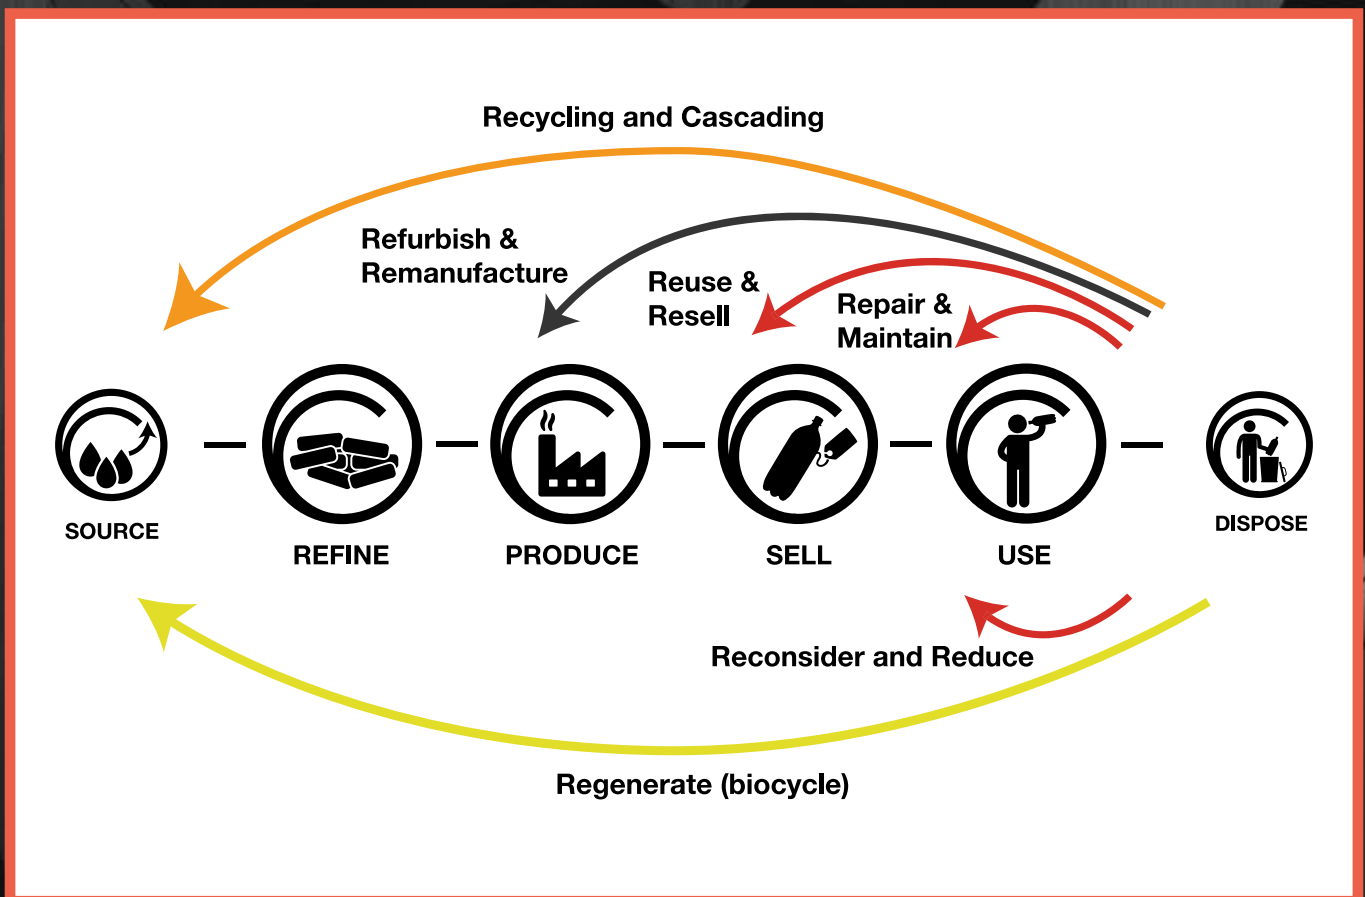 Recycling and Cascading
Refurbish &
Remanufacture
Reuse &
Resell
Repair &
Maintain
SOURCE
REFINE
PRODUCE
SELL
USE
DISPOSE
Reconsider and Reduce
Regenerate (biocycle)